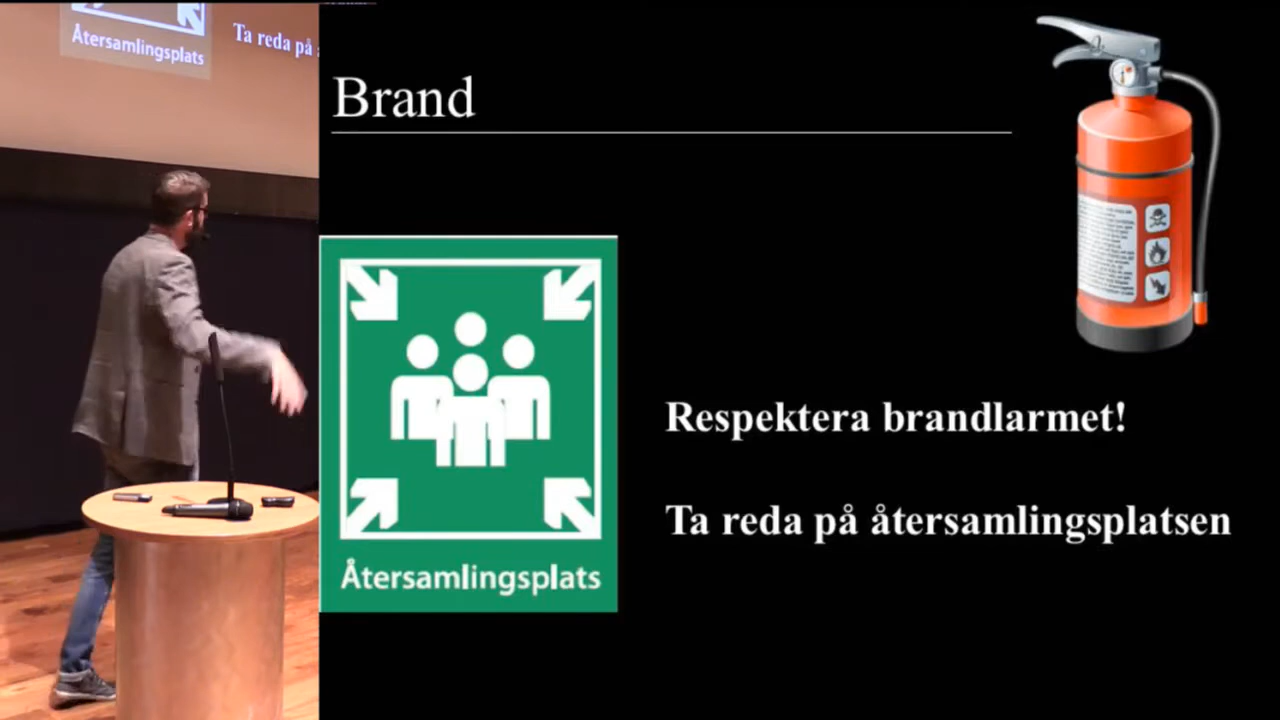 Återsamlingsplats
Ta reda på
Brand
Respektera brandlarmet!
Ta reda på återsamlingsplatsen
Återsamlingsplats